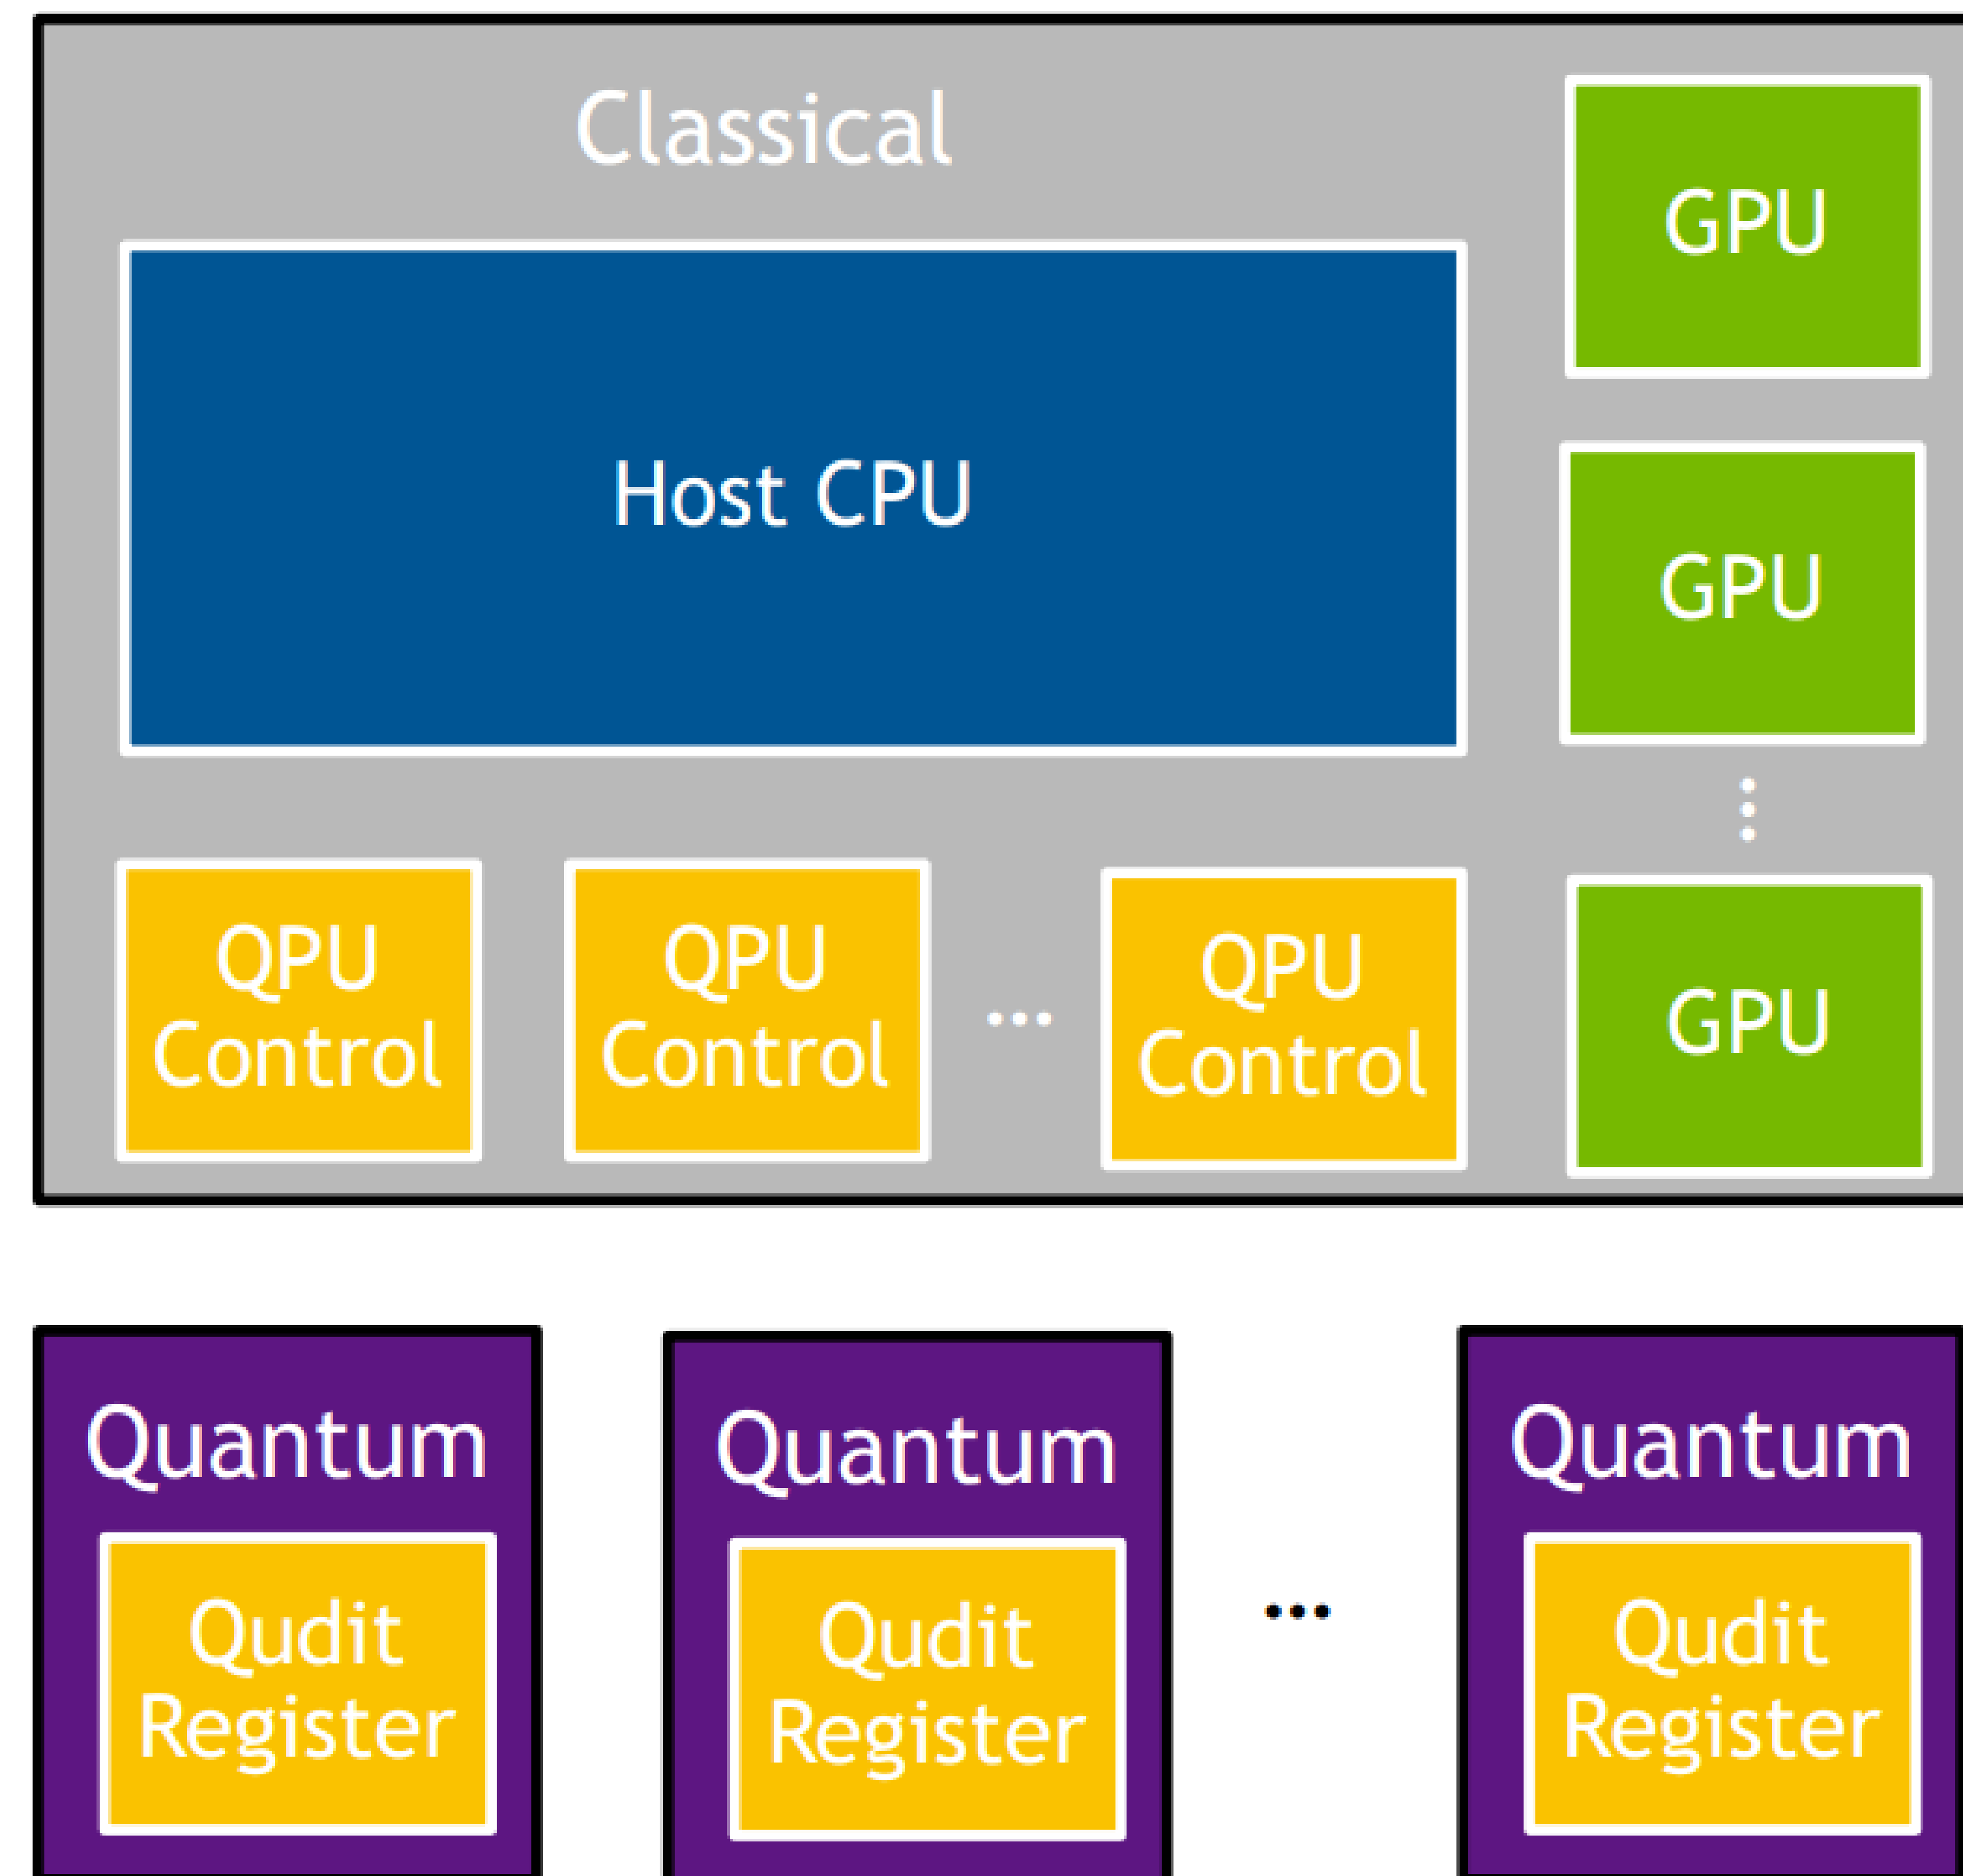 Classical
GPU
Host CPU
GPU
QPU
Control
QPU
Control
...
QPU
Control
GPU
Quantum
Qudit
Register
Quantum
Qudit
Register
...
Quantum
Qudit
Register